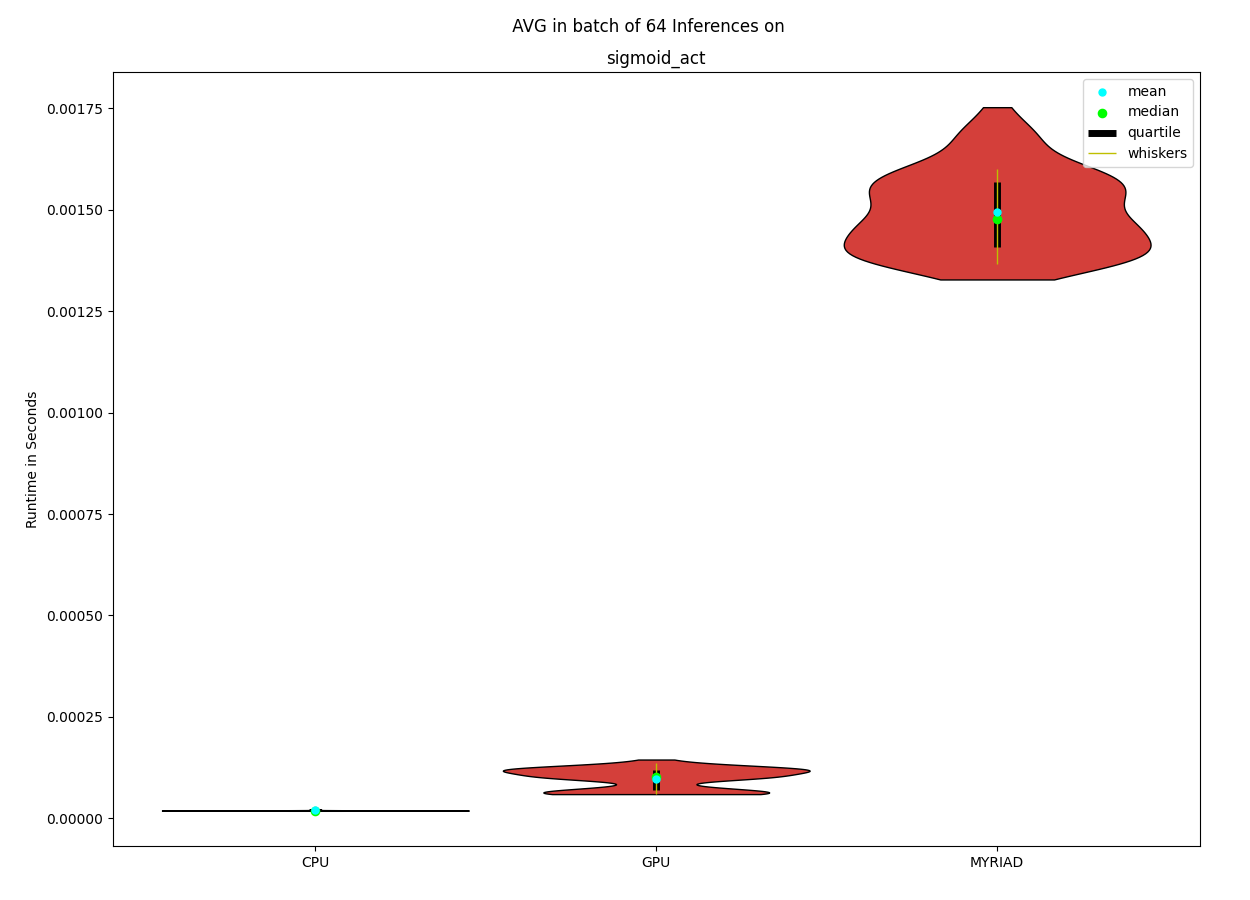 AVG in batch of 64 Inferences on
sigmoid_act
mean
median
quartile
whiskers
Runtime in Seconds
0.00175
0.00150
0.00125
0.00100
0.00075
0.00050
0.00025
0.00000
CPU
GPU
MYRIAD